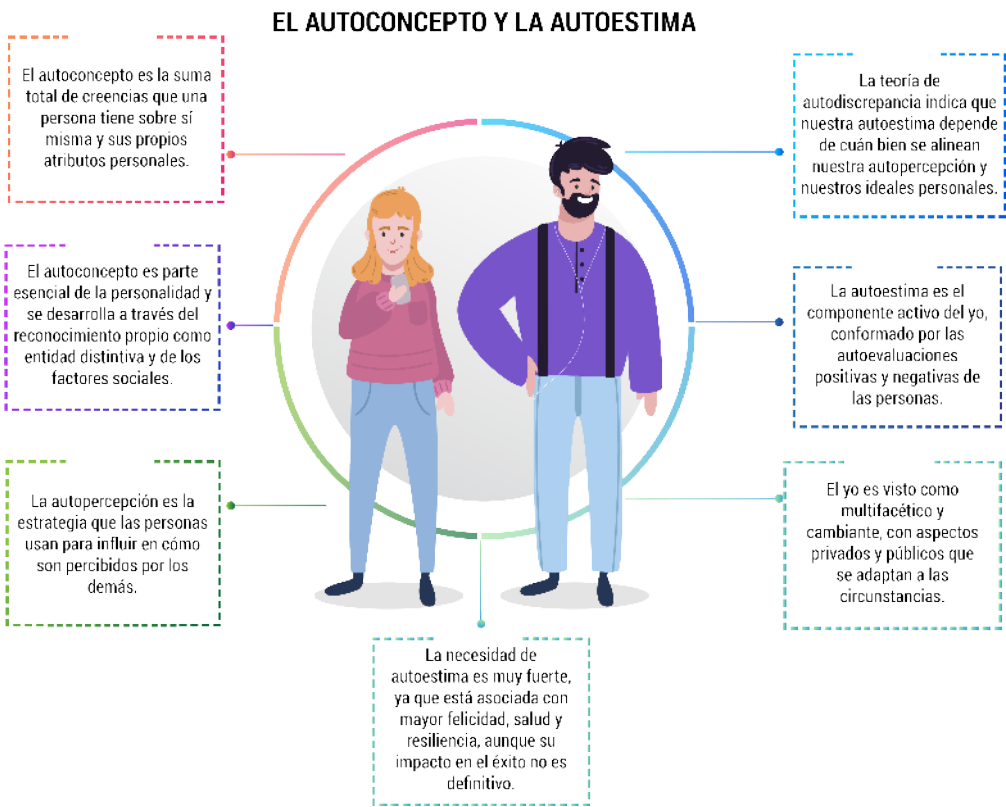 EL AUTOCONCEPTO Y LA AUTOESTIMA
El autoconcepto es la suma
total de creencias que una
persona tiene sobre sí
misma y sus propios
atributos personales.
El autoconcepto es parte
esencial de la personalidad y
se desarrolla a través del
reconocimiento propio como
entidad distintiva y de los
factores sociales.
La autopercepción es la
estrategia que las personas
usan para influir en cómo
son percibidos por los
demás.
La necesidad de
autoestima es muy fuerte,
ya que está asociada con
mayor felicidad, salud y
resiliencia, aunque su
impacto en el éxito no es
definitivo.
La teoría de
autodiscrepancia indica que
nuestra autoestima depende
de cuán bien se alinean
nuestra autopercepción y
nuestros ideales personales.
La autoestima es el
componente activo del yo,
conformado por las
autoevaluaciones
positivas y negativas de
las personas.
El yo es visto como
multifacético y
cambiante, con aspectos
privados y públicos que
se adaptan a las
circunstancias.